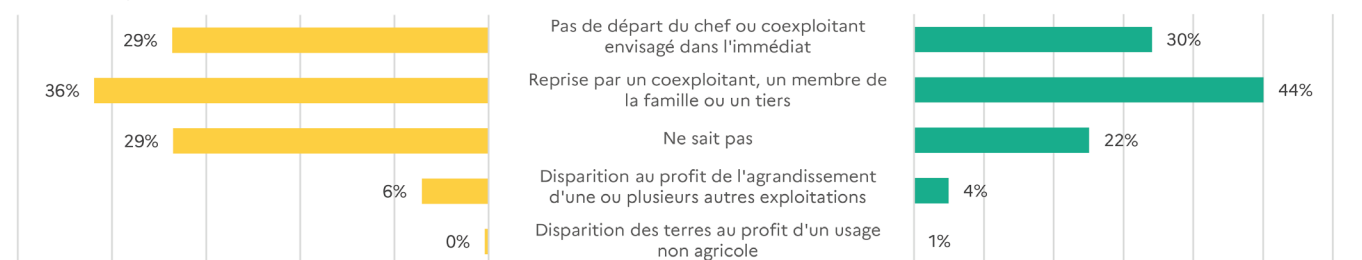 Pas de départ du chef ou coexploitant
envisagé dans l'immédiat
29%
30%
Reprise par un coexploitant, un membre de
la famille ou un tiers
36%
44%
Ne sait pas
29%
22%
Disparition au profit de l'agrandissement
d'une ou plusieurs autres exploitations
6%
4%
Disparition des terres au profit d'un usage
non agricole
0%
1%